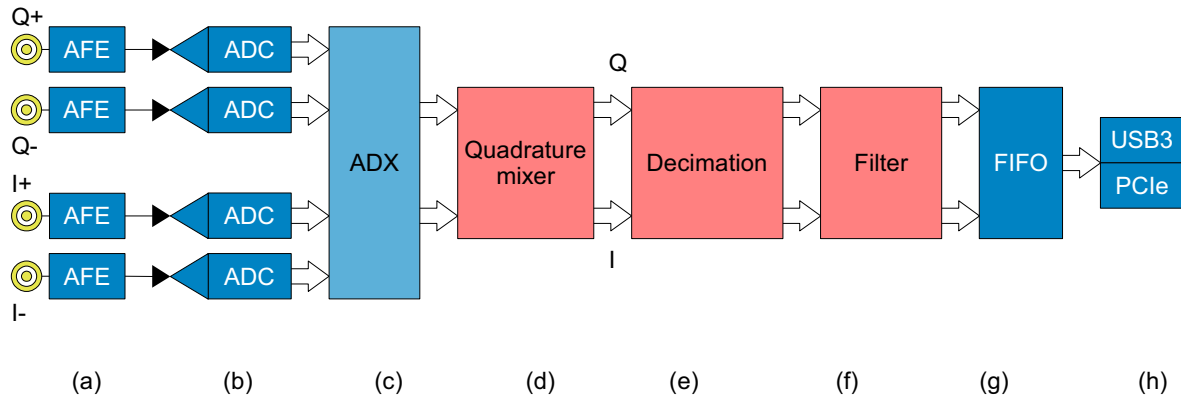 Q+
AFE
ADC
AFE
ADC
Q-
I+
AFE
ADC
AFE
ADC
I-
ADX
Quadrature
mixer
Q
I
Decimation
Filter
FIFO
USB3
PCIe
(a)
(b)
(c)
(d)
(e)
(f)
(g)
(h)